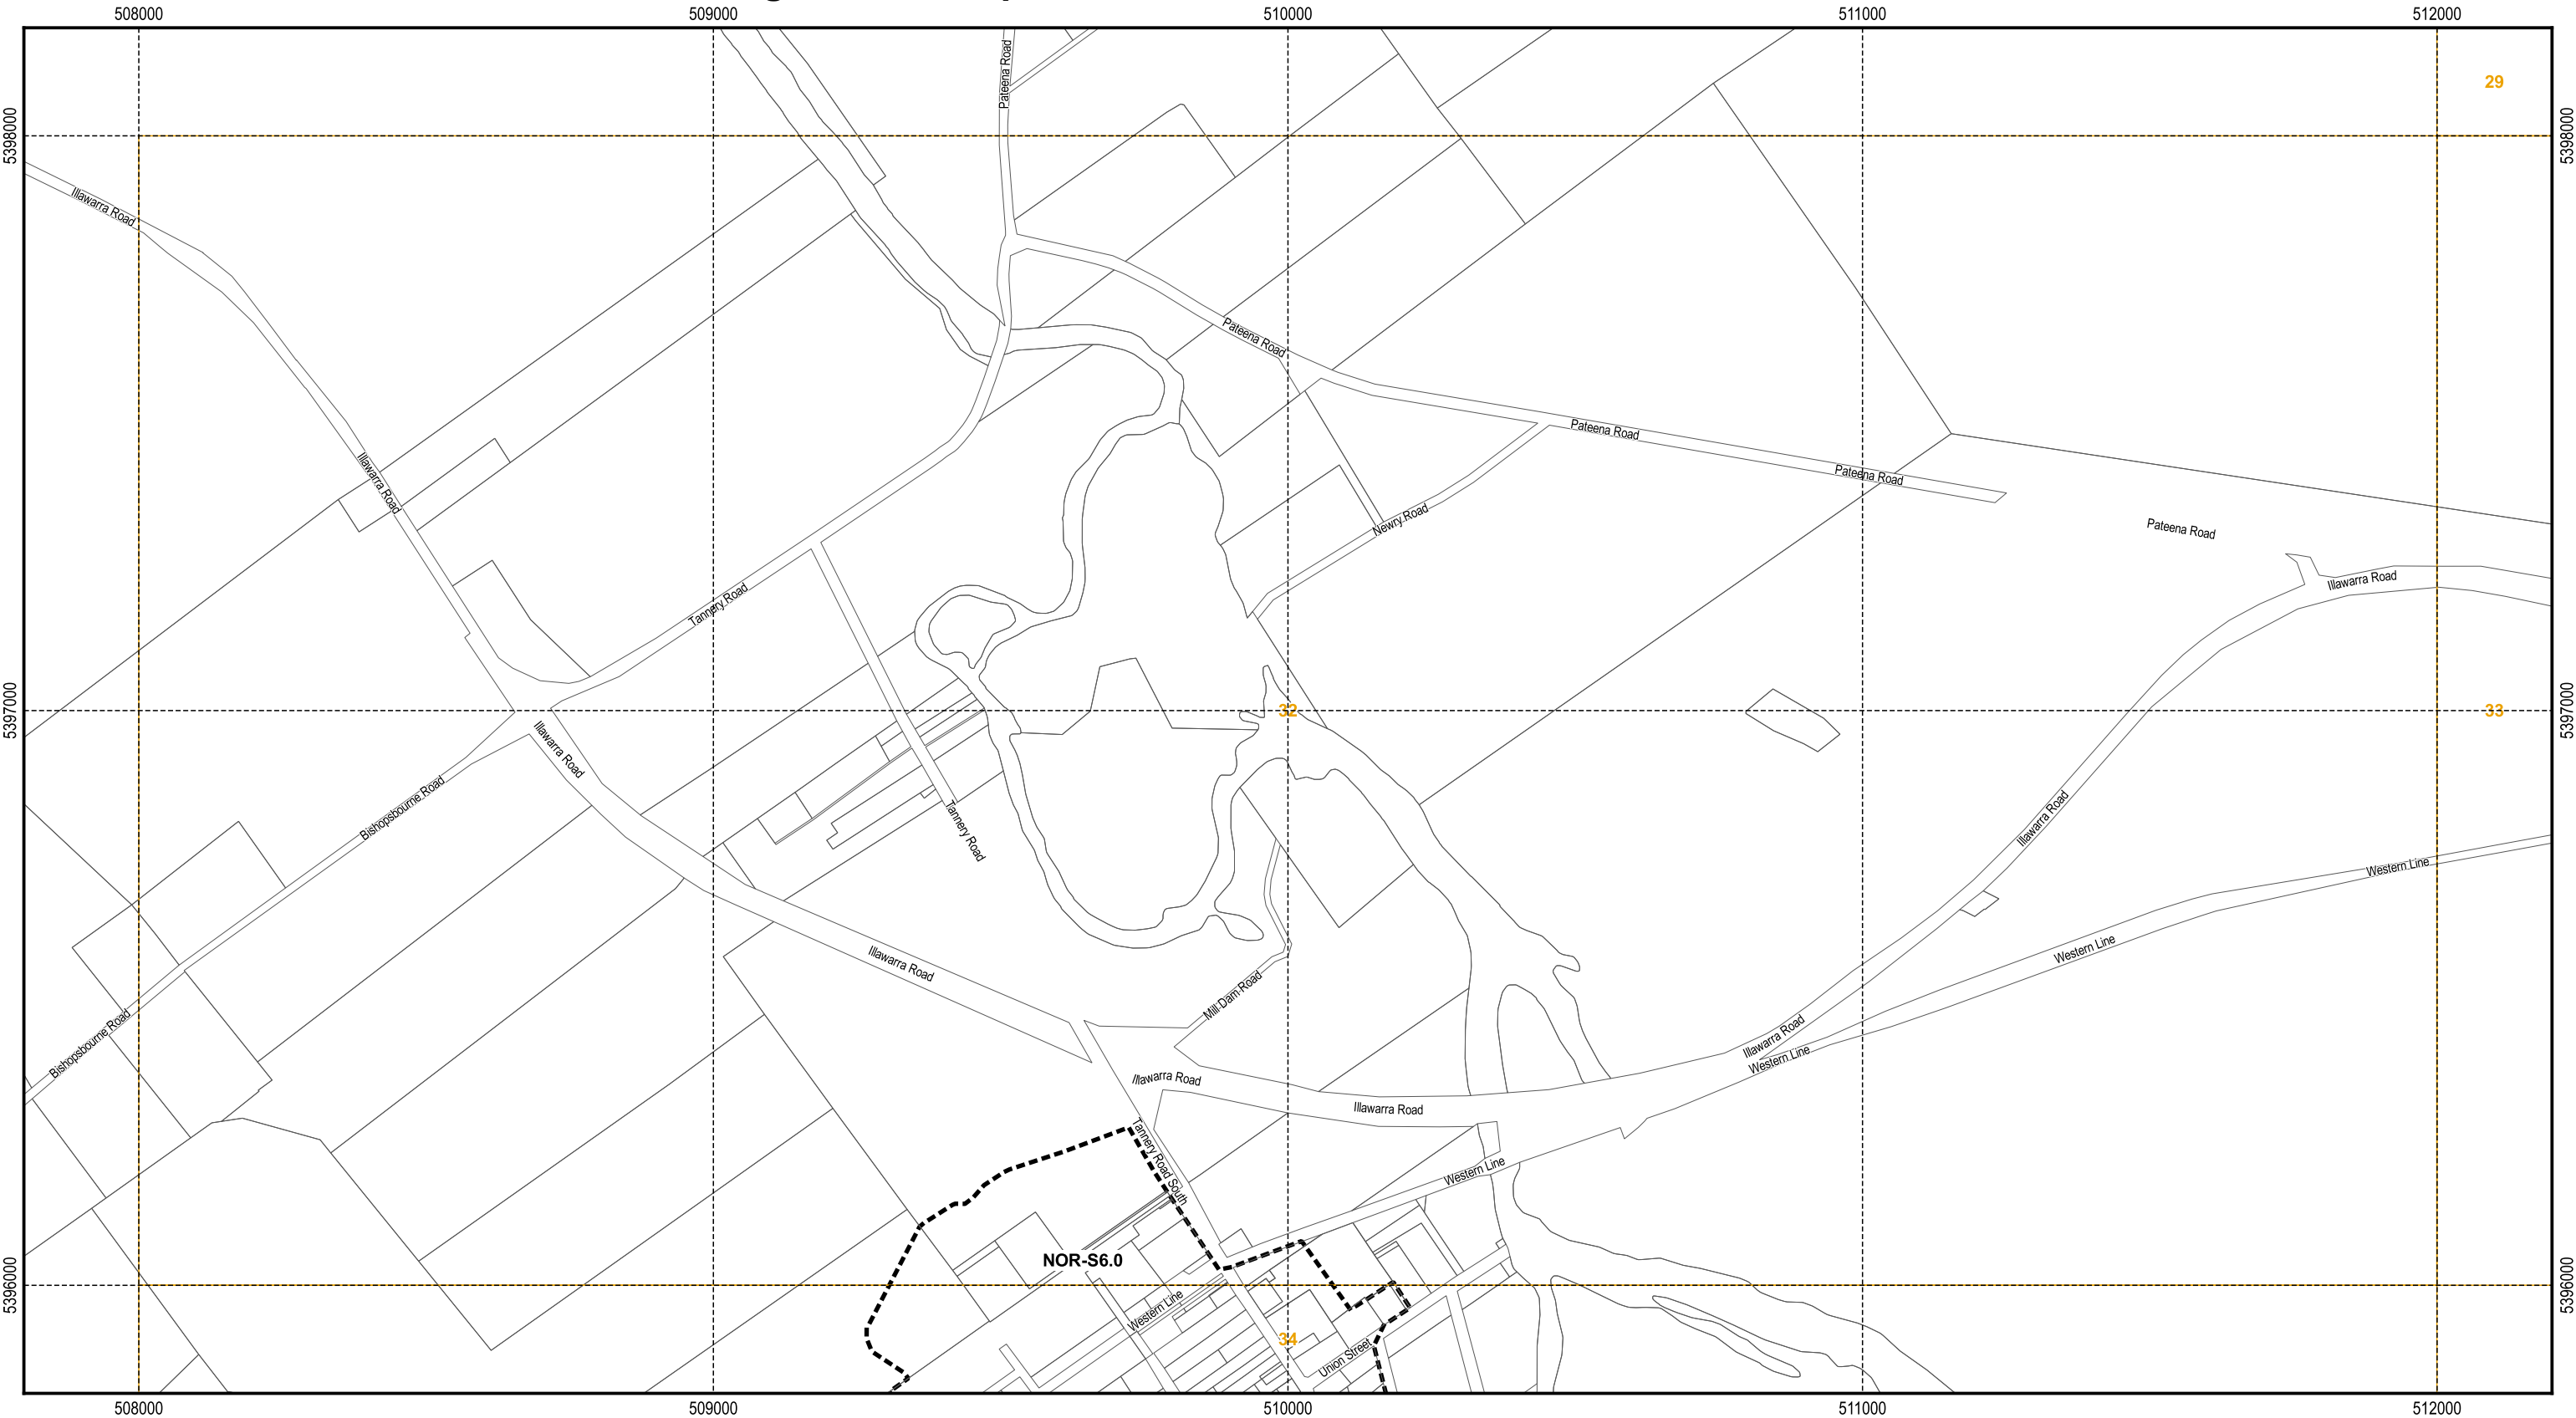 508000
509000
510000
511000
512000
Pateena Road
29
5398000
5398000
Illawarra Road
Pateena Road
Pateena Road
Illawarra Road
Pateena Road
Newry Road
Pateena Road
Illawarra Road
Tannery Road
5397000
32
33
5397000
Illawarra Road
Bishopsbourne Road
Tannery Road
Illawarra Road
Western Line
Illawarra Road
Western Line
Mill Dam Road
Bishopsbourne Road
Illawarra Road
Western Line
Illawarra Road
Illawarra Road
Tannery Road South
Western Line
NOR-S6.0
5396000
5396000
Western Line
34
Union Street
508000
509000
510000
511000
512000